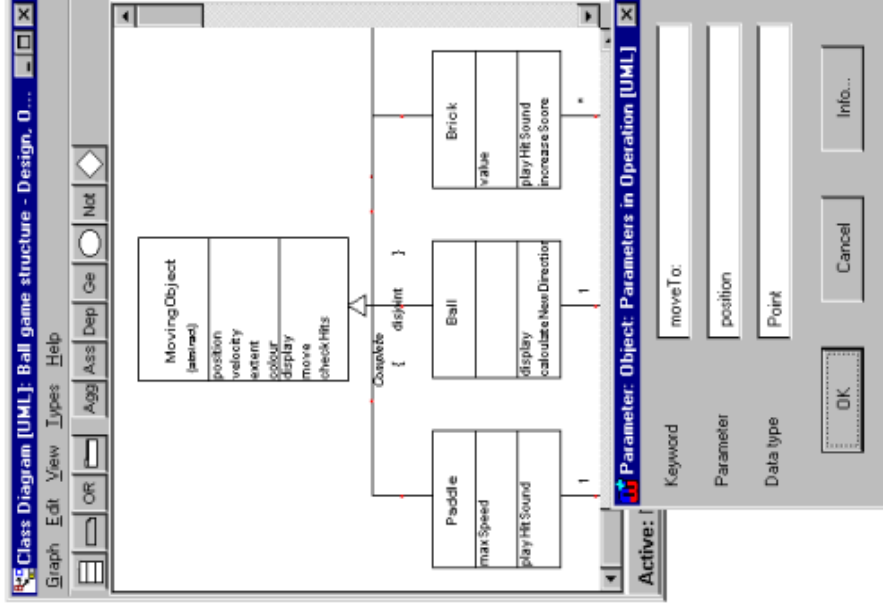 Class Diagram [UML]: Ball game structure - Design, O...
Graph Edit View Types Help
OR Agg Ass Dep Ge Not
MovingObject
position
velocity
extent
colour
display
move
checkHits
Complete
{ disjoint }
Paddle
maxSpeed
playHitSound
1
Ball
display
calculateNewDirection
1
Brick
value
playHitSound
increaseScore
*
Active:
Parameter: Object: Parameters in Operation [UML]
Keyword moveTo:
Parameter position
Data type Point
OK Cancel Info...